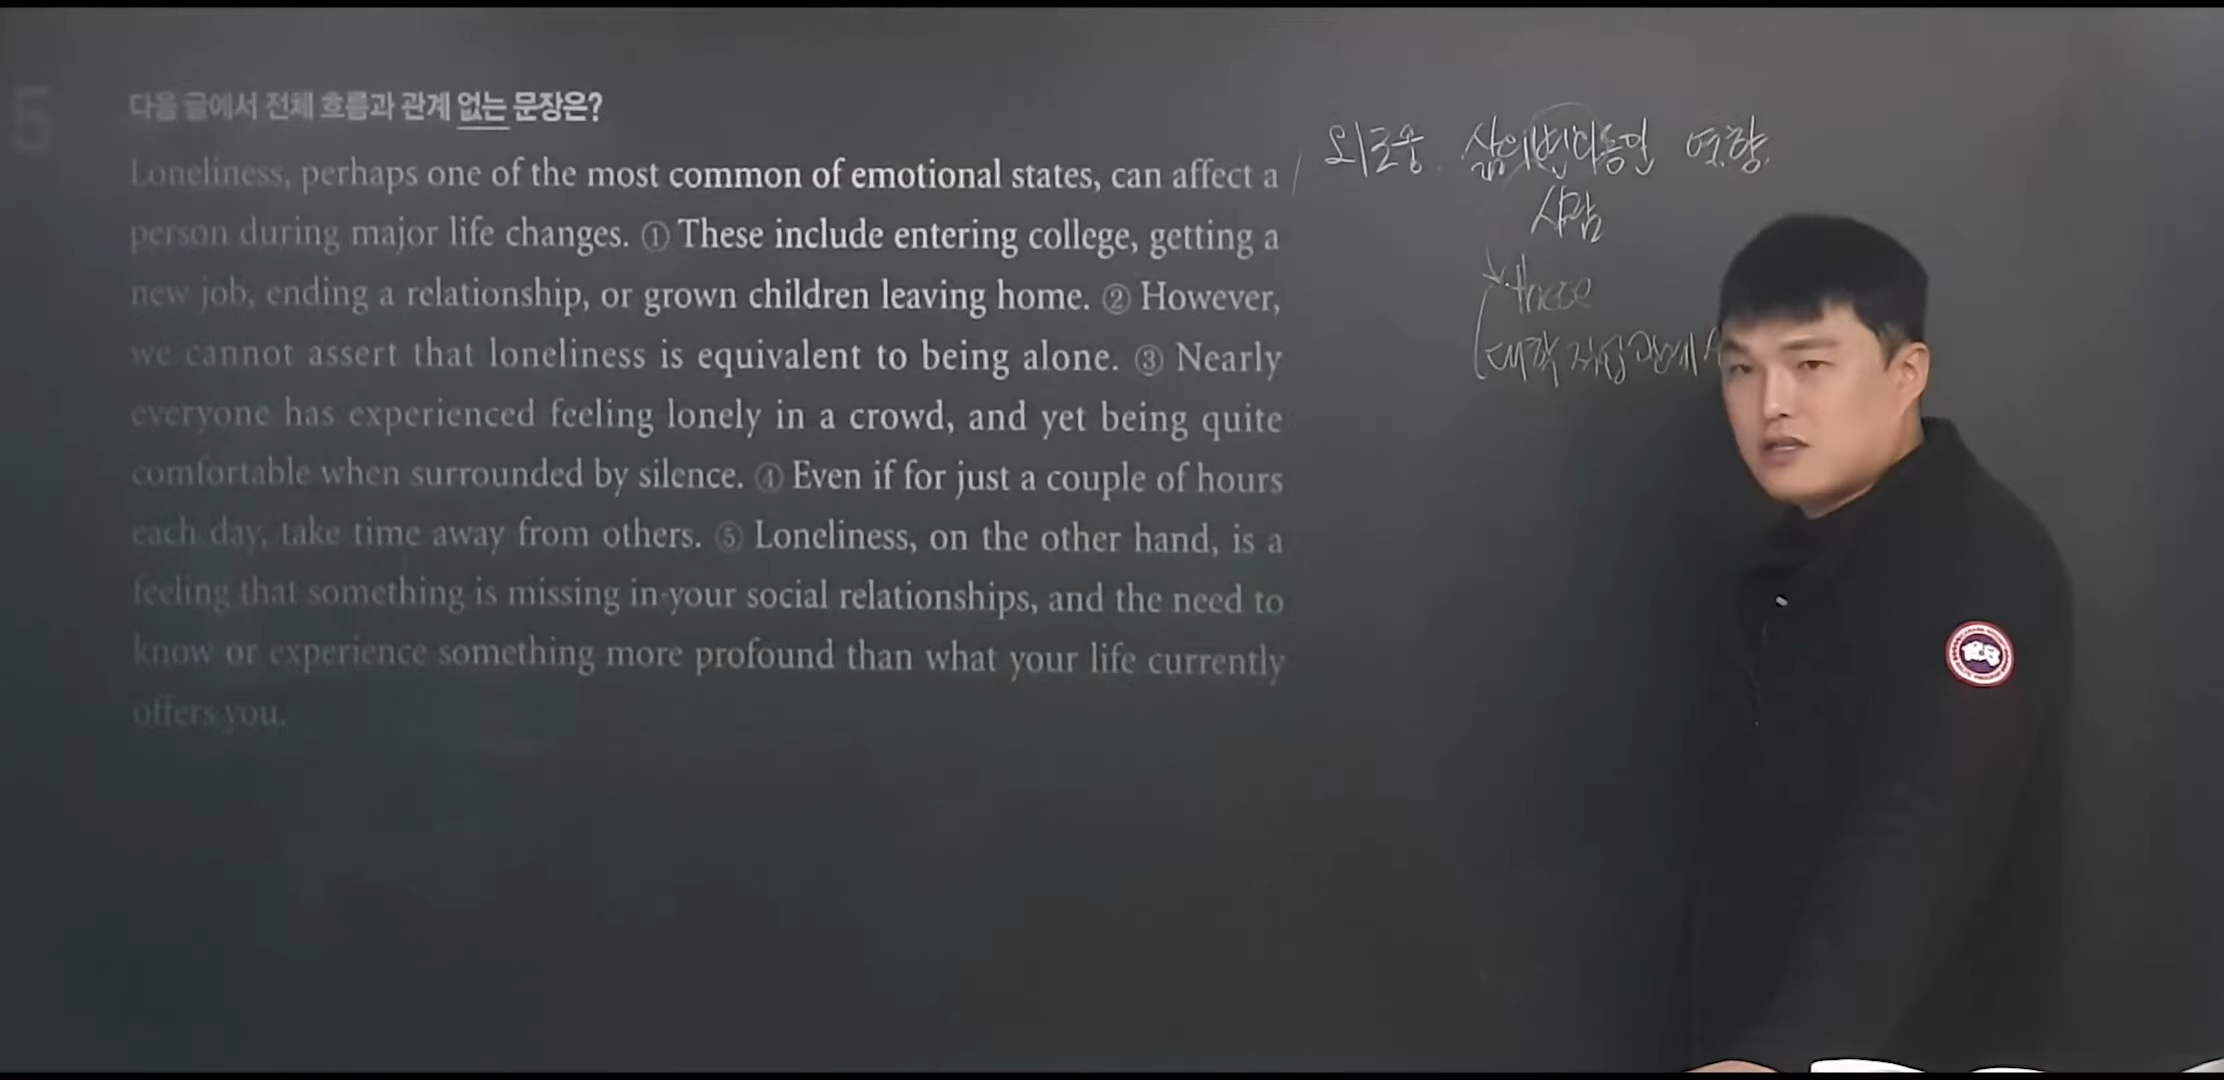 5
다음 글에서 전체 흐름과 관계 없는 문장은?
Loneliness, perhaps one of the most common of emotional states, can affect a
person during major life changes. ① These include entering college, getting a
new job, ending a relationship, or grown children leaving home. ② However,
we cannot assert that loneliness is equivalent to being alone. ③ Nearly
everyone has experienced feeling lonely in a crowd, and yet being quite
comfortable when surrounded by silence. ④ Even if for just a couple of hours
each day, take time away from others. ⑤ Loneliness, on the other hand, is a
feeling that something is missing in your social relationships, and the need to
know or experience something more profound than what your life currently
offers you.
외로움 삶의변화동안 영향
사람
these
대학 직장 관계